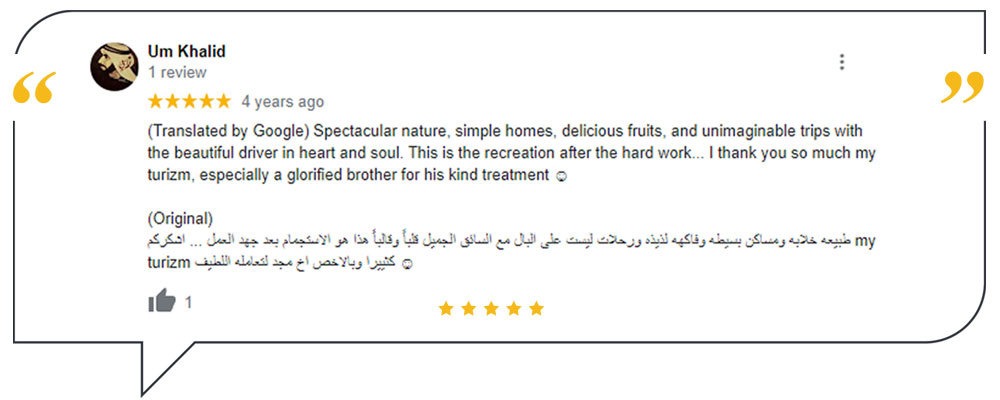 Um Khalid
1 review
4 years ago
(Translated by Google) Spectacular nature, simple homes, delicious fruits, and unimaginable trips with
the beautiful driver in heart and soul. This is the recreation after the hard work... I thank you so much my
turizm, especially a glorified brother for his kind treatment ☺
(Original)
طبيعه خلابه ومساكن بسيطه وفاكهه لذيذه ورحلات ليست على البال مع السائق الجميل قلباً وقالباً هذا هو الاستجمام بعد جهد العمل ... اشكركم my
turizm كثييرا وبالاخص اخ مجد لتعامله اللطيف ☺
1